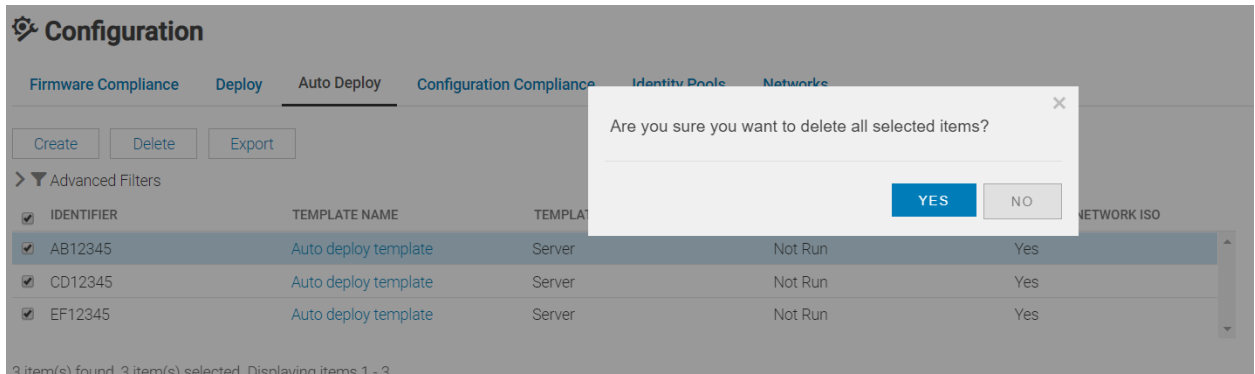 Configuration
Firmware Compliance Deploy Auto Deploy Configuration Compliance Identity Pools Networks
Are you sure you want to delete all selected items?
YES NO
Create Delete Export
Advanced Filters
IDENTIFIER TEMPLATE NAME TEMPLAT NETWORK ISO
AB12345 Auto deploy template Server Not Run Yes
CD12345 Auto deploy template Server Not Run Yes
EF12345 Auto deploy template Server Not Run Yes
3 item(s) found, 3 item(s) selected. Displaying items 1 - 3